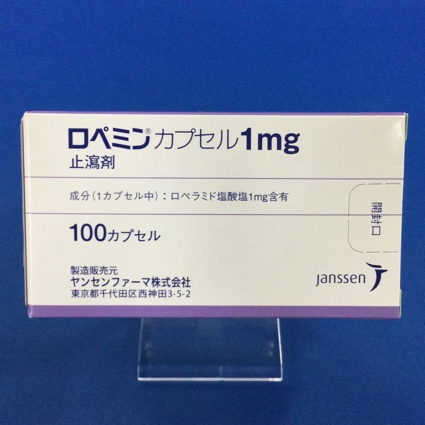 ロペミン®カプセル1mg
止瀉剤
成分(1カプセル中):ロペラミド塩酸塩1mg含有
開封口
100カプセル
製造販売元
ヤンセンファーマ株式会社
東京都千代田区西神田3-5-2
janssen